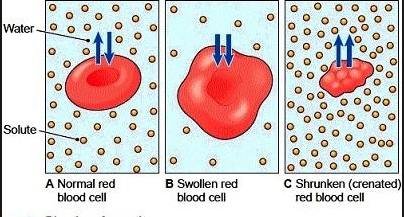 Water
Solute
A Normal red
blood cell
B Swollen red
blood cell
C Shrunken (crenated)
red blood cell